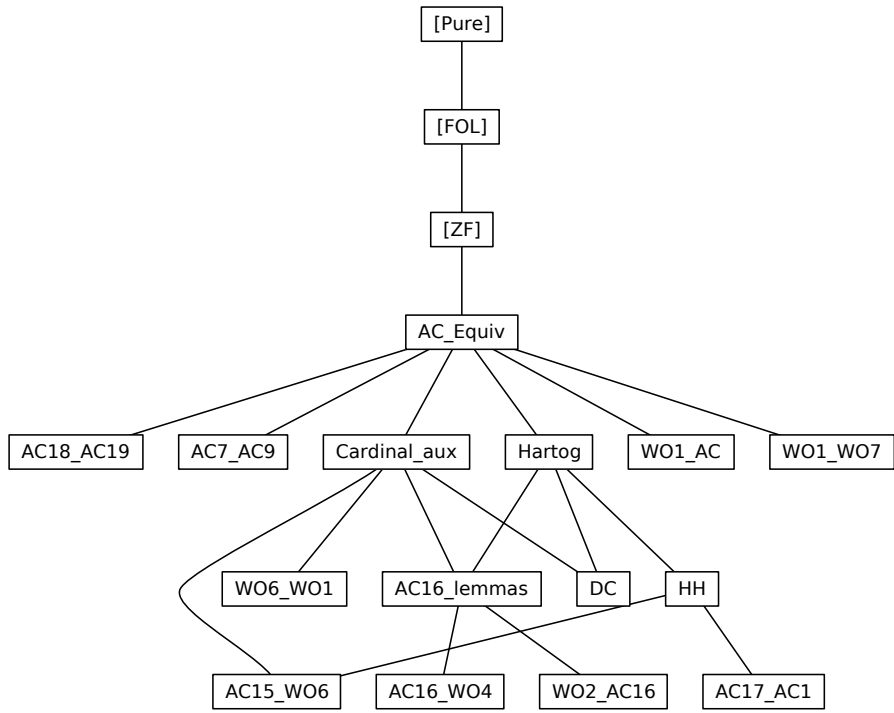 [Pure]
[FOL]
[ZF]
AC_Equiv
AC18_AC19
AC7_AC9
Cardinal_aux
Hartog
WO1_AC
WO1_WO7
WO6_WO1
AC16_lemmas
DC
HH
AC15_WO6
AC16_WO4
WO2_AC16
AC17_AC1